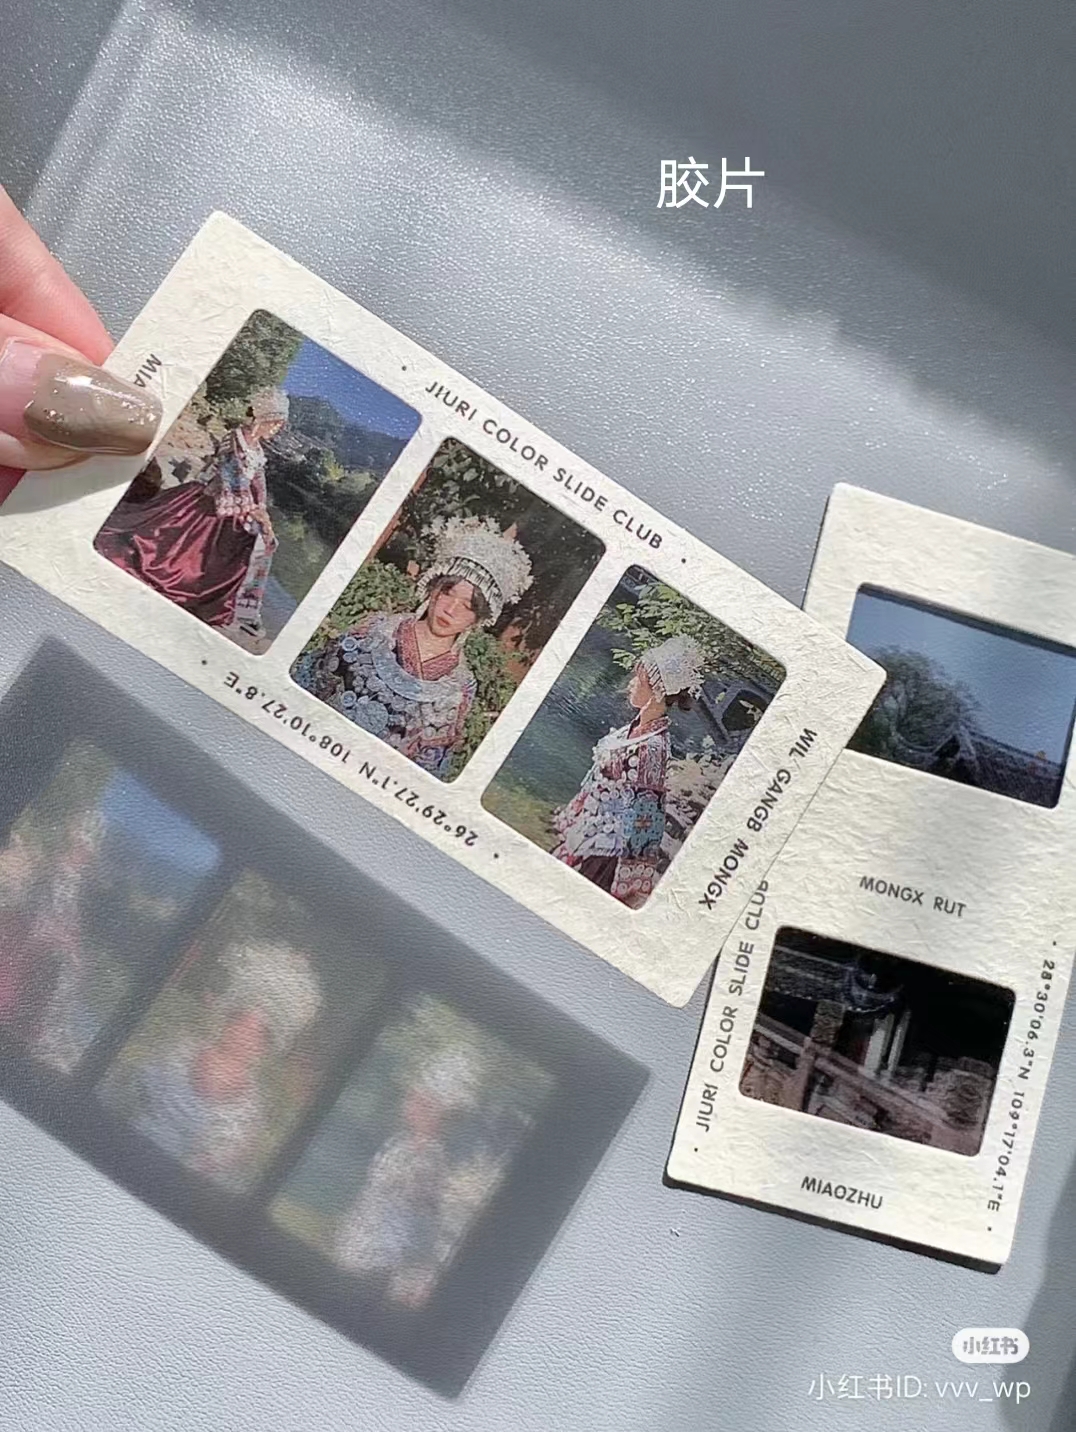 胶片
MIA
JIURI COLOR SLIDE CLUB
26°29'27.1"N 108°10'27.8"E
WIL GANGB MONGX
MONGX RUT
JIURI COLOR SLIDE CLUB
28°30'06.3"N 109°17'04.1"E
MIAOZHU
小红书
小红书ID: vvv_wp